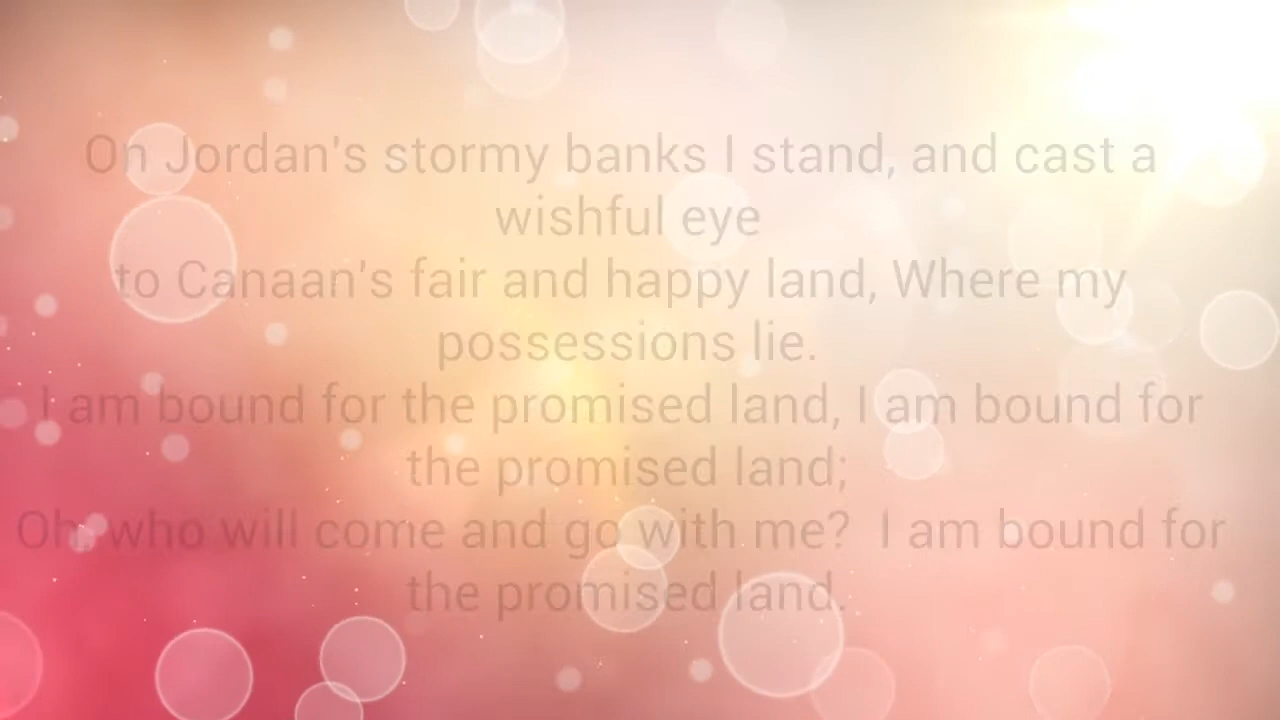 On Jordan's stormy banks I stand, and cast a
wishful eye
to Canaan's fair and happy land, Where my
possessions lie.
I am bound for the promised land, I am bound for
the promised land;
Oh who will come and go with me?  I am bound for
the promised land.